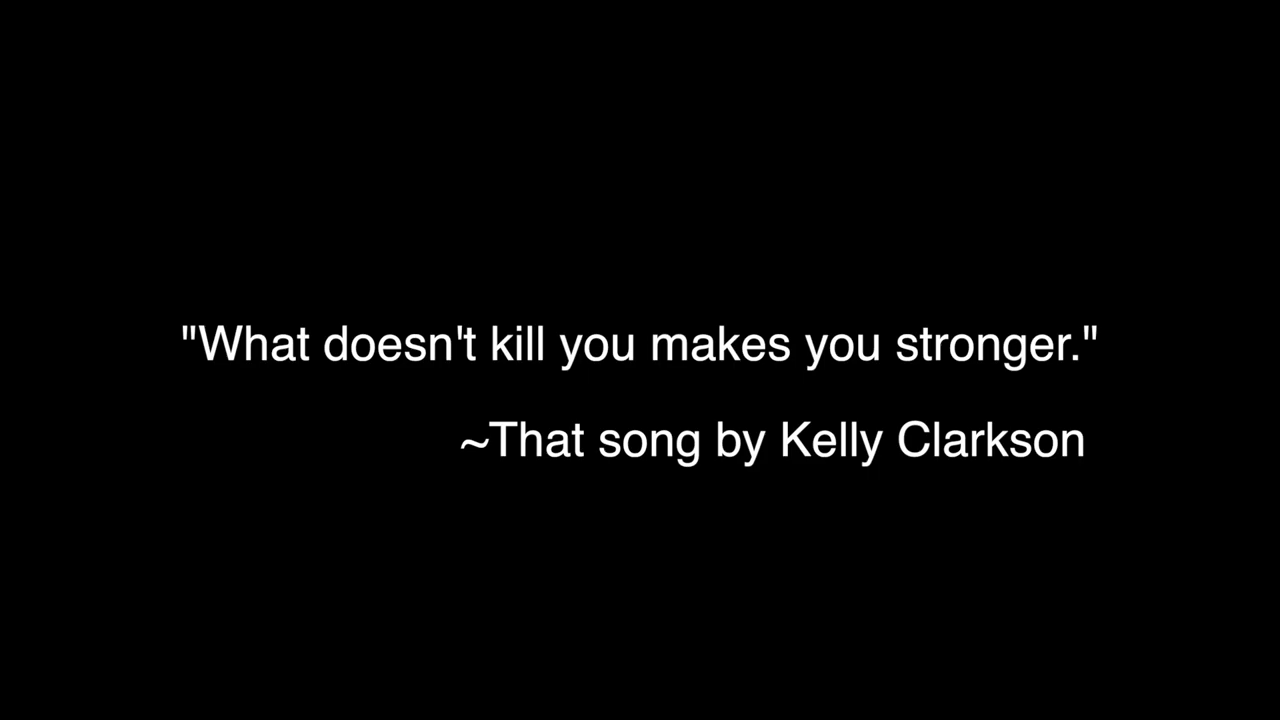 "What doesn't kill you makes you stronger."
~That song by Kelly Clarkson